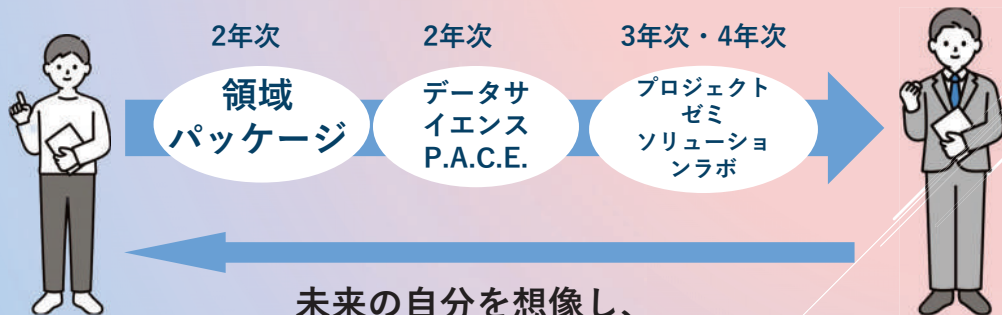 2年次
2年次
3年次・4年次
領域
パッケージ
データサ
イエンス
P.A.C.E.
プロジェクト
ゼミ
ソリューショ
ンラボ
未来の自分を想像し、